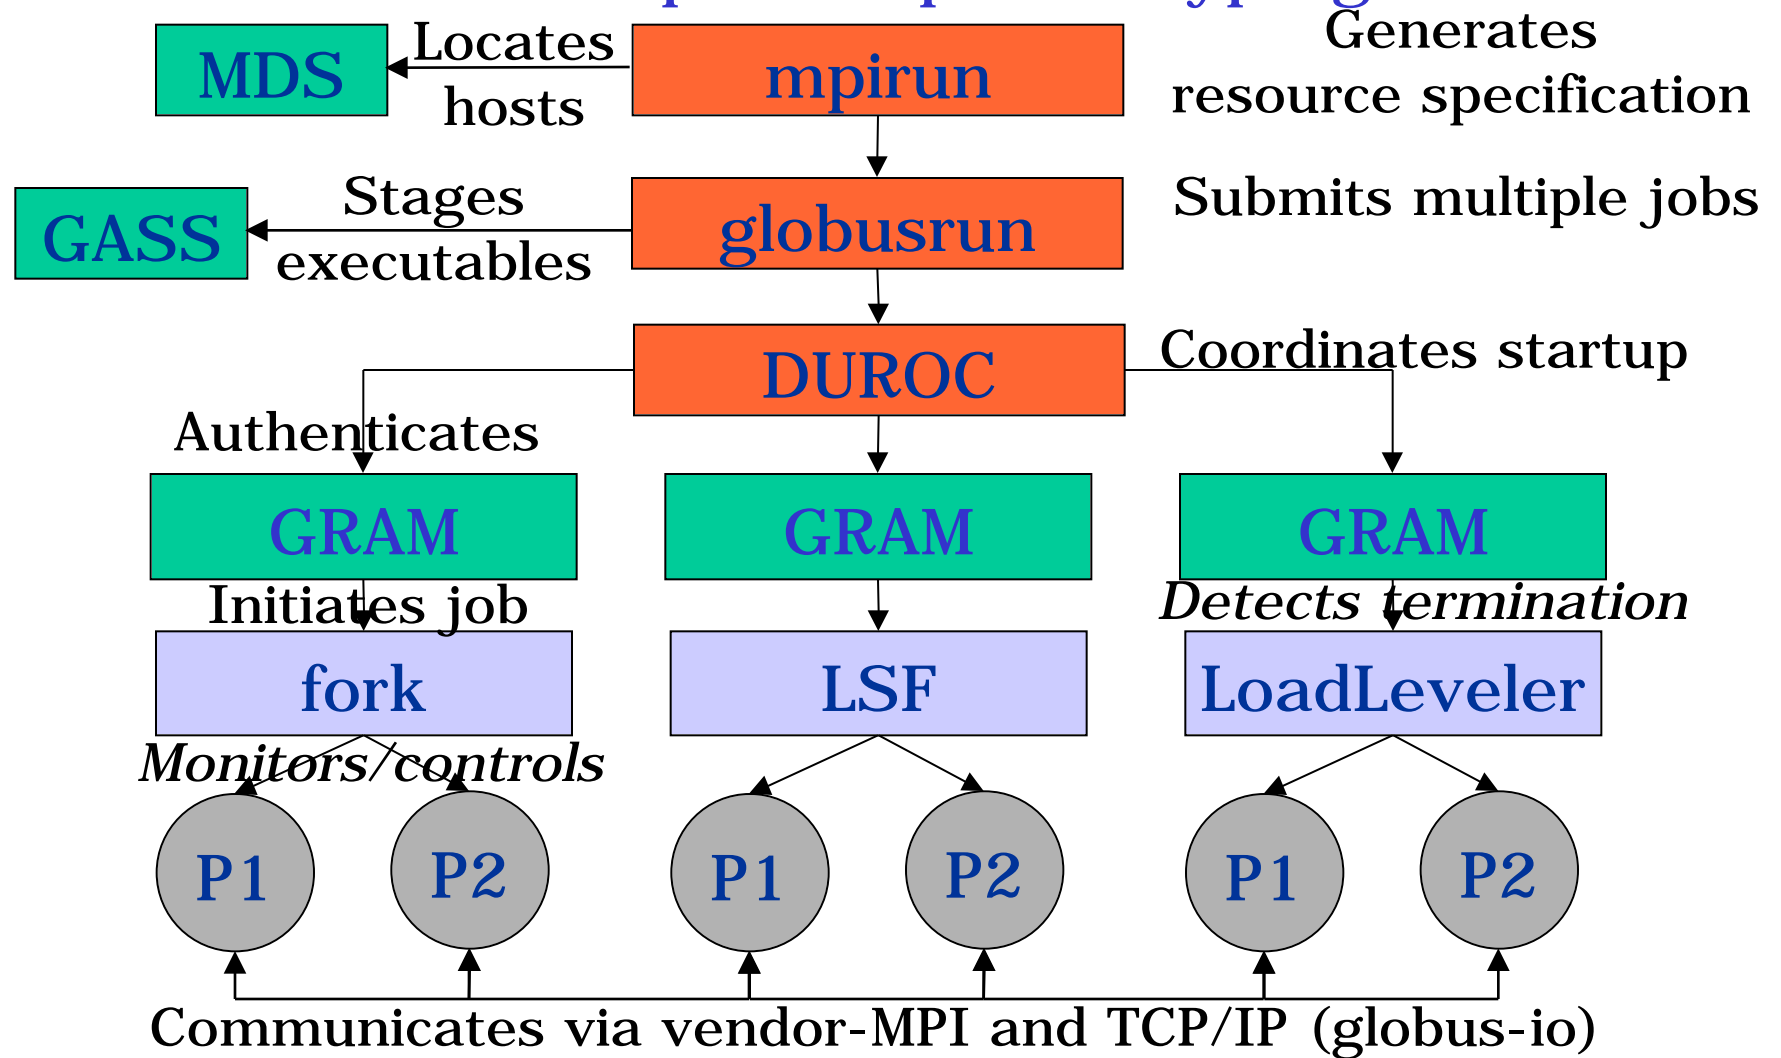 MDS
Locates
hosts
mpirun
Generates
resource specification
GASS
Stages
executables
globusrun
Submits multiple jobs
DUROC
Coordinates startup
Authenticates
GRAM
GRAM
GRAM
Initiates job
Detects termination
fork
LSF
LoadLeveler
Monitors/controls
P1
P2
P1
P2
P1
P2
Communicates via vendor-MPI and TCP/IP (globus-io)